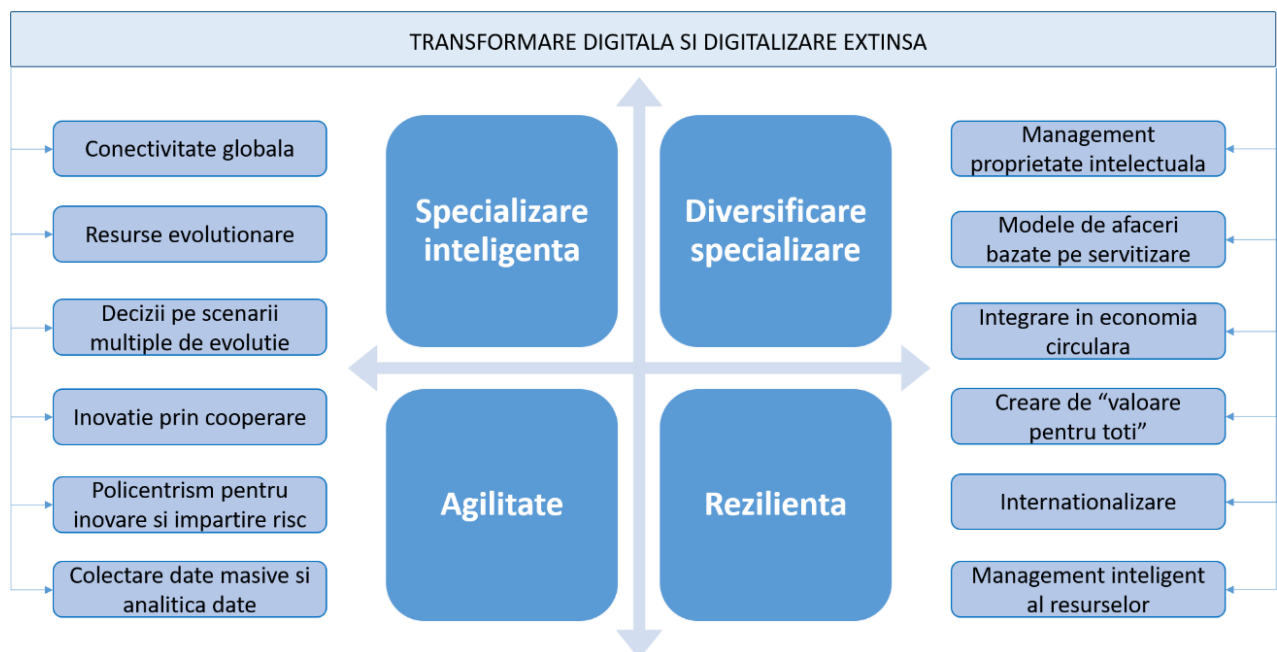 TRANSFORMARE DIGITALA SI DIGITALIZARE EXTINSA
Conectivitate globala
Resurse evolutionare
Decizii pe scenarii
multiple de evolutie
Inovatie prin cooperare
Policentrism pentru
inovare si impartire risc
Colectare date masive si
analitica date
Specializare
inteligenta
Diversificare
specializare
Agilitate
Rezilienta
Management
proprietate intelectuala
Modele de afaceri
bazate pe servitizare
Integrare in economia
circulara
Creare de “valoare
pentru toti”
Internationalizare
Management inteligent
al resurselor